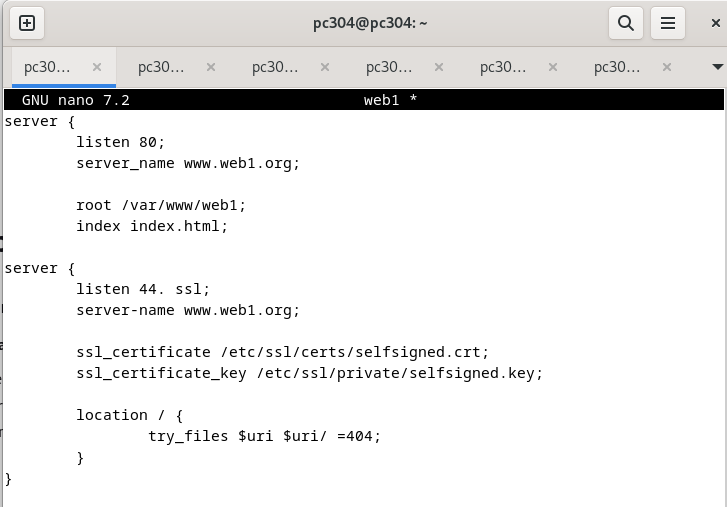 pc304@pc304: ~
pc30... pc30... pc30... pc30... pc30... pc30...
GNU nano 7.2 web1 *
server {
        listen 80;
        server_name www.web1.org;

        root /var/www/web1;
        index index.html;

server {
        listen 44. ssl;
        server-name www.web1.org;

        ssl_certificate /etc/ssl/certs/selfsigned.crt;
        ssl_certificate_key /etc/ssl/private/selfsigned.key;

        location / {
                try_files $uri $uri/ =404;
        }
}